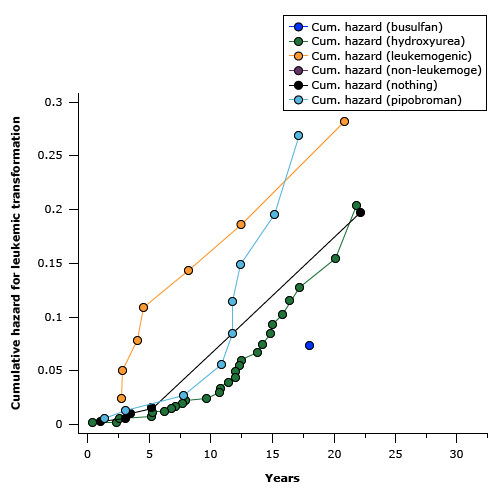 Cum. hazard (busulfan)
Cum. hazard (hydroxyurea)
Cum. hazard (leukemogenic)
Cum. hazard (non-leukemoge)
Cum. hazard (nothing)
Cum. hazard (pipobroman)
Cumulative hazard for leukemic transformation
0.3
0.25
0.2
0.15
0.1
0.05
0
0 5 10 15 20 25 30
Years